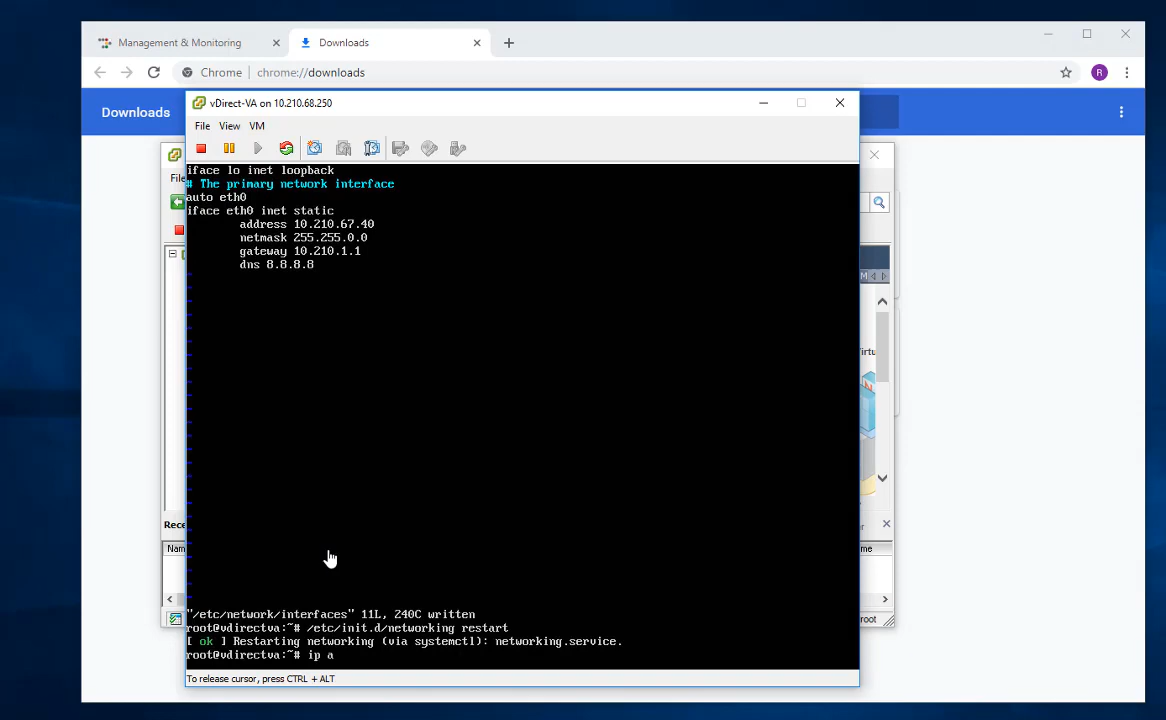 Management & Monitoring
Downloads
Chrome
chrome://downloads
R
Downloads
vDirect-VA on 10.210.68.250
File View VM
File
iface lo inet loopback
# The primary network interface
auto eth0
iface eth0 inet static
address 10.210.67.40
netmask 255.255.0.0
gateway 10.210.1.1
dns 8.8.8.8
"/etc/network/interfaces" 11L, 240C written
root@vdirectva:~# /etc/init.d/networking restart
[ ok ] Restarting networking (via systemctl): networking.service.
root@vdirectva:~# ip a
To release cursor, press CTRL + ALT
root